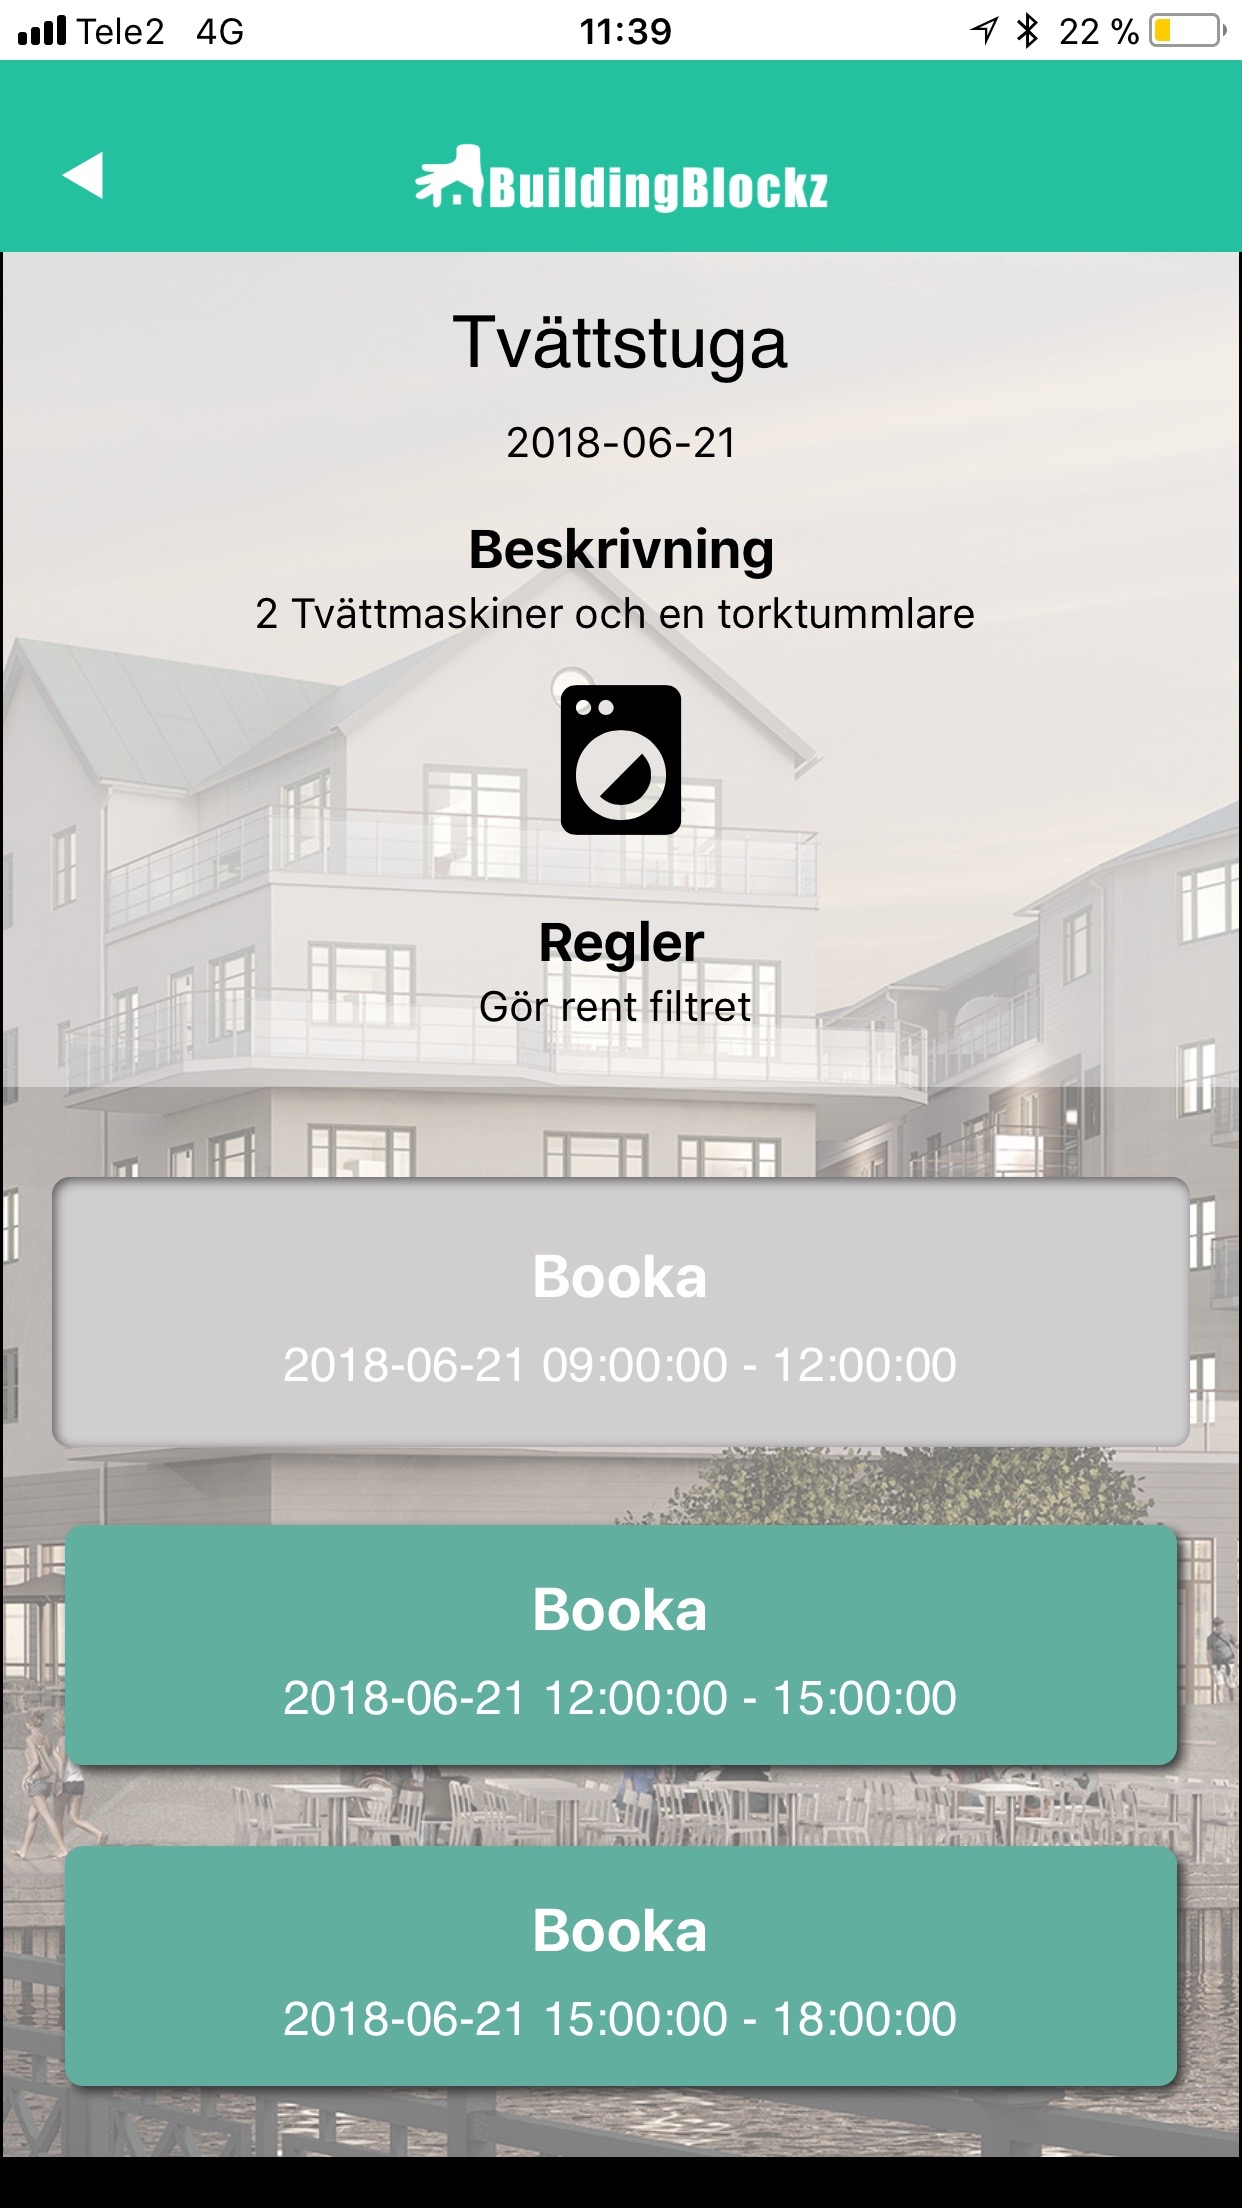 Tele2 4G 11:39 22 %
BuildingBlockz
Tvättstuga
2018-06-21
Beskrivning
2 Tvättmaskiner och en torktummlare
Regler
Gör rent filtret
Booka
2018-06-21 09:00:00 - 12:00:00
Booka
2018-06-21 12:00:00 - 15:00:00
Booka
2018-06-21 15:00:00 - 18:00:00